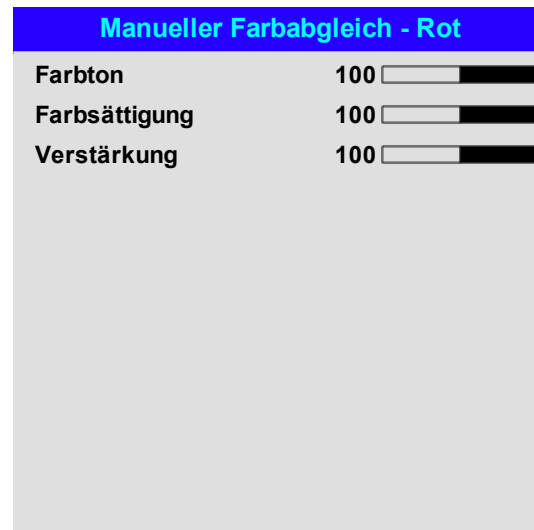 Manueller Farbabgleich - Rot
Farbton 100
Farbsättigung 100
Verstärkung 100